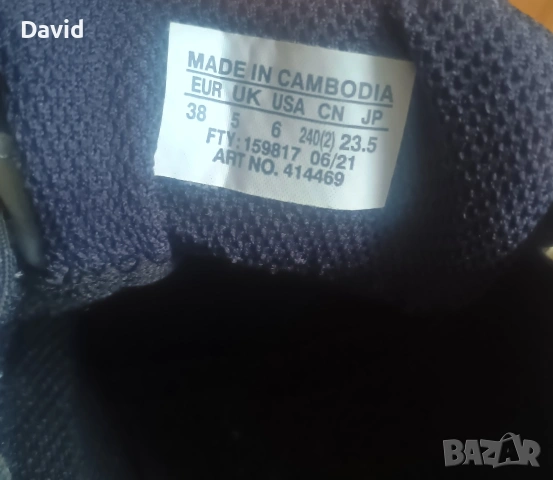 David
MADE IN CAMBODIA
EUR UK USA CN JP
38 5 6 240(2) 23.5
FTY: 159817 06/21
ART NO. 414469
BAZAR